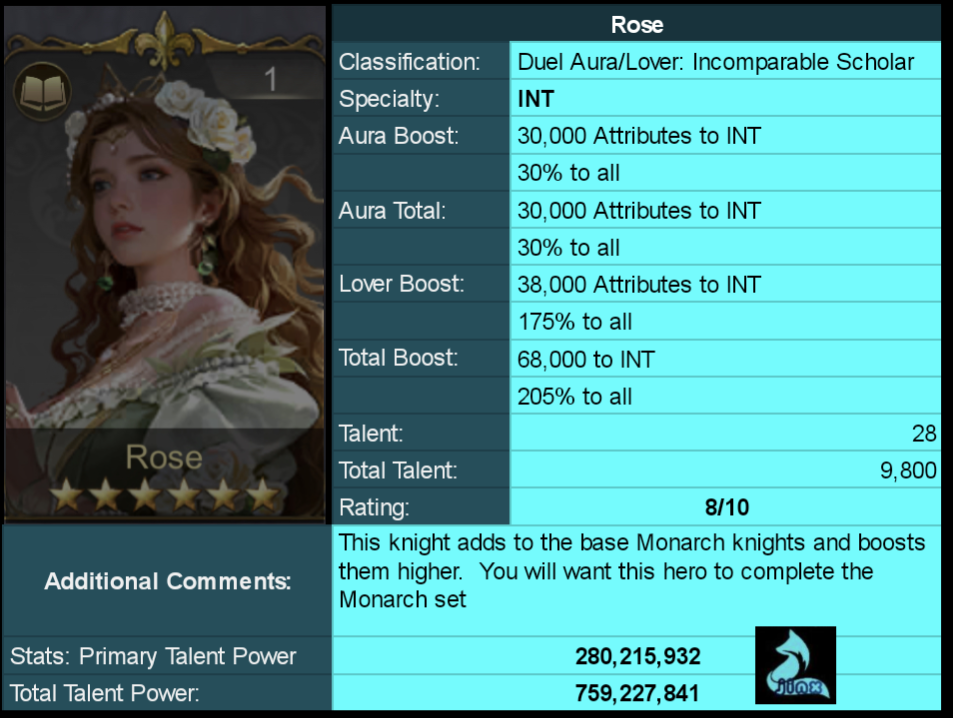 Rose
1
Classification: Duel Aura/Lover: Incomparable Scholar
Specialty: INT
Aura Boost: 30,000 Attributes to INT
30% to all
Aura Total: 30,000 Attributes to INT
30% to all
Lover Boost: 38,000 Attributes to INT
175% to all
Total Boost: 68,000 to INT
205% to all
Talent: 28
Total Talent: 9,800
Rating: 8/10
Rose
Additional Comments:
This knight adds to the base Monarch knights and boosts
them higher. You will want this hero to complete the
Monarch set
Stats: Primary Talent Power 280,215,932
Total Talent Power: 759,227,841